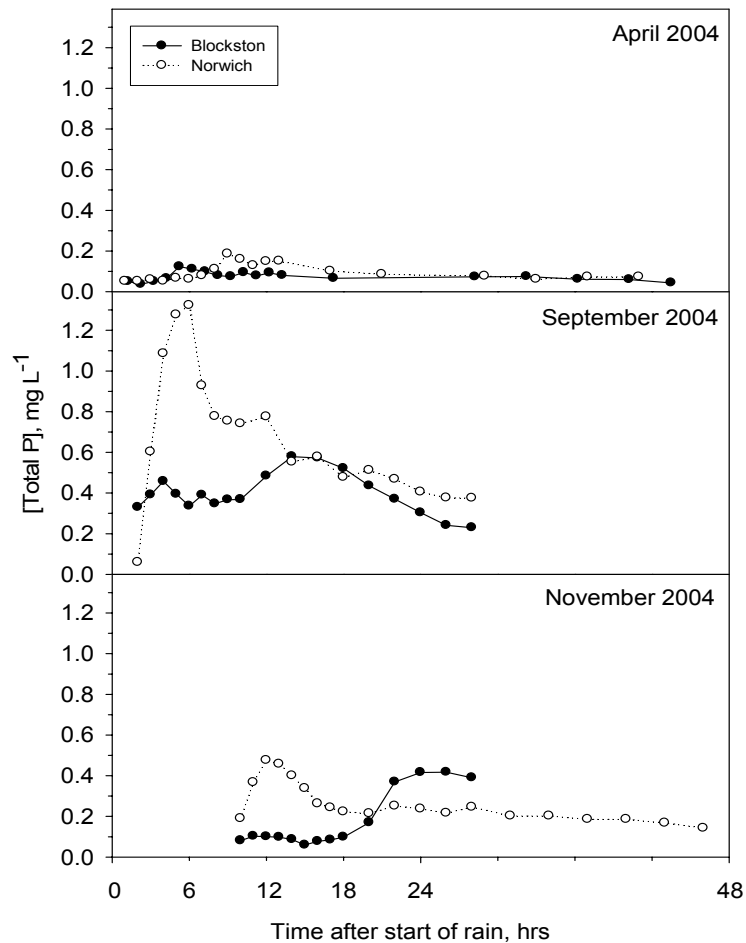 April 2004
Blockston
Norwich
1.2
1.0
0.8
0.6
0.4
0.2
0.0
September 2004
1.2
1.0
0.8
0.6
0.4
0.2
0.0
[Total P], mg L⁻¹
November 2004
1.2
1.0
0.8
0.6
0.4
0.2
0.0
0 6 12 18 24 48
Time after start of rain, hrs